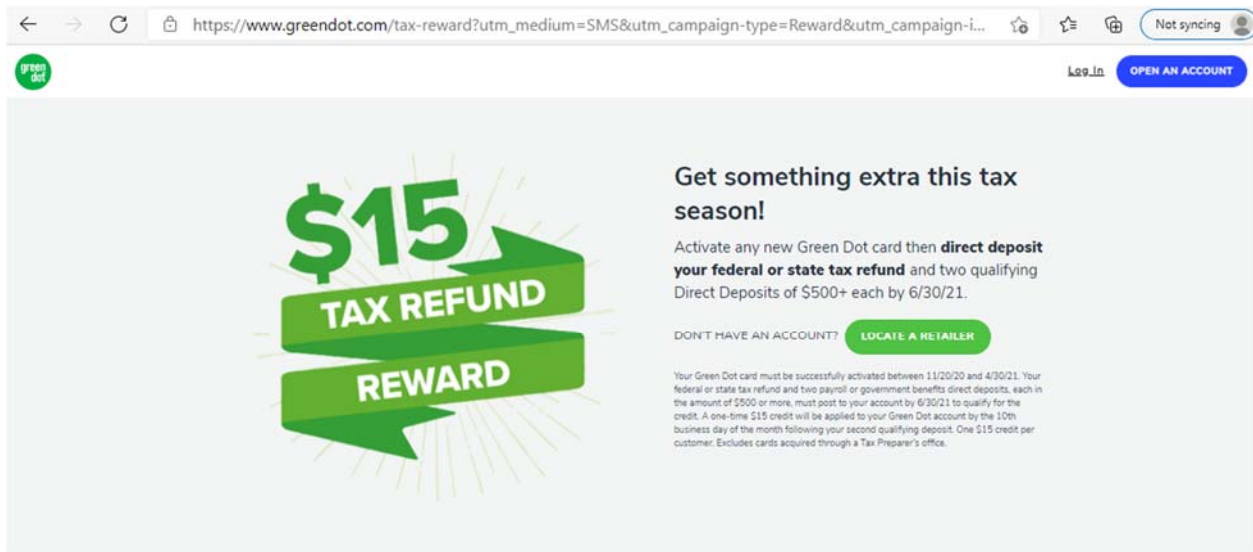 https://www.greendot.com/tax-reward?utm_medium=SMS&utm_campaign-type=Reward&utm_campaign-i...
Not syncing
green
dot
Log In
OPEN AN ACCOUNT
$15
TAX REFUND
REWARD
Get something extra this tax
season!
Activate any new Green Dot card then direct deposit
your federal or state tax refund and two qualifying
Direct Deposits of $500+ each by 6/30/21.
DON'T HAVE AN ACCOUNT?
LOCATE A RETAILER
Your Green Dot card must be successfully activated between 11/20/20 and 4/30/21. Your
federal or state tax refund and two payroll or government benefits direct deposits, each in
the amount of $500 or more, must post to your account by 6/30/21 to qualify for the
credit. A one-time $15 credit will be applied to your Green Dot account by the 10th
business day of the month following your second qualifying deposit. One $15 credit per
customer. Excludes cards acquired through a Tax Preparer's office.